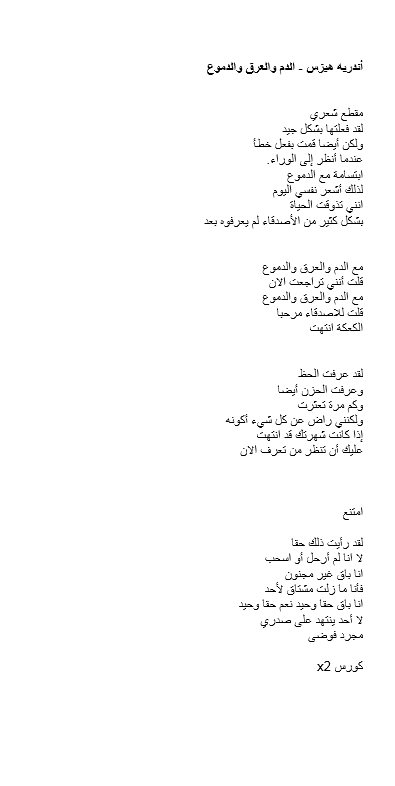 أندريه هيزس - الدم والعرق والدموع
مقطع شعري
لقد فعلتها بشكل جيد
ولكن أيضا قمت بفعل خطأ
عندما أنظر إلى الوراء.
ابتسامة مع الدموع
لذلك أشعر نفسي اليوم
انني تذوقت الحياة
بشكل كثير من الأصدقاء لم يعرفوه بعد
مع الدم والعرق والدموع
قلت أنني تراجعت الان
مع الدم والعرق والدموع
قلت للاصدقاء مرحبا
الكعكة انتهت
لقد عرفت الحظ
وعرفت الحزن أيضا
وكم مرة تعثرت
ولكنني راض عن كل شيء أكونه
إذا كانت شهرتك قد انتهت
عليك أن تنظر من تعرف الان
امتنع
لقد رأيت ذلك حقا
لا انا لم أرحل أو اسحب
انا باق غير مجنون
فأنا ما زلت مشتاق لأحد
انا باق حقا وحيد نعم حقا وحيد
لا أحد يتنهد على صدري
مجرد فوضى
كورس x2